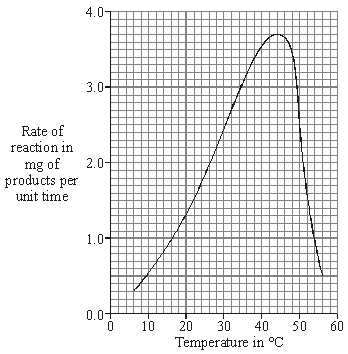 4.0
3.0
Rate of
reaction in
mg of
products per
unit time
2.0
1.0
0.0
0 10 20 30 40 50 60
Temperature in °C